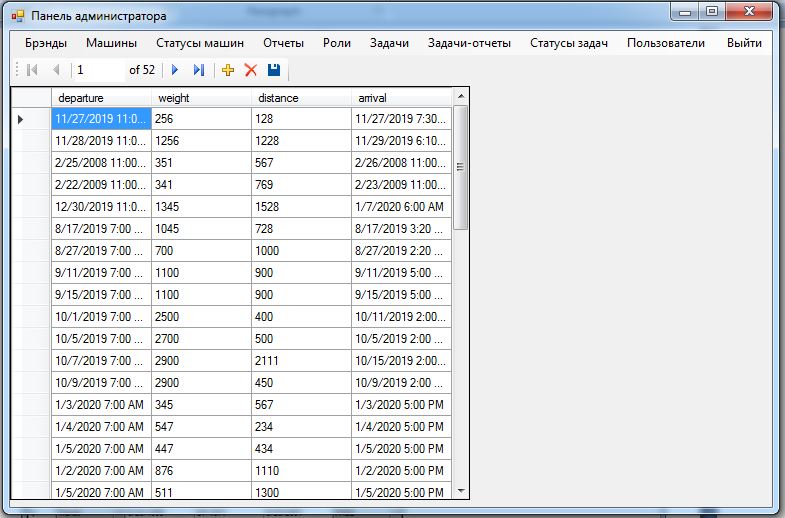 Панель администратора
Брэнды Машины Статусы машин Отчеты Роли Задачи Задачи-отчеты Статусы задач Пользователи Выйти
1 of 52
departure weight distance arrival
11/27/2019 11:0... 256 128 11/27/2019 7:30...
11/28/2019 11:0... 1256 1228 11/29/2019 6:10...
2/25/2008 11:00... 351 567 2/26/2008 11:00...
2/22/2009 11:00... 341 769 2/23/2009 11:00...
12/30/2019 11:0... 1345 1528 1/7/2020 6:00 AM
8/17/2019 7:00 ... 1045 728 8/17/2019 3:20 ...
8/27/2019 7:00 ... 700 1000 8/27/2019 2:20 ...
9/11/2019 7:00 ... 1100 900 9/11/2019 5:00 ...
9/15/2019 7:00 ... 1100 900 9/15/2019 5:00 ...
10/1/2019 7:00 ... 2500 400 10/11/2019 2:00...
10/5/2019 7:00 ... 2700 500 10/5/2019 2:00 ...
10/7/2019 7:00 ... 2900 2111 10/15/2019 2:00...
10/9/2019 7:00 ... 2900 450 10/9/2019 2:00 ...
1/3/2020 7:00 AM 345 567 1/3/2020 5:00 PM
1/4/2020 7:00 AM 547 234 1/4/2020 5:00 PM
1/5/2020 7:00 AM 447 434 1/5/2020 5:00 PM
1/2/2020 7:00 AM 876 1110 1/2/2020 5:00 PM
1/5/2020 7:00 AM 511 1300 1/5/2020 5:00 PM